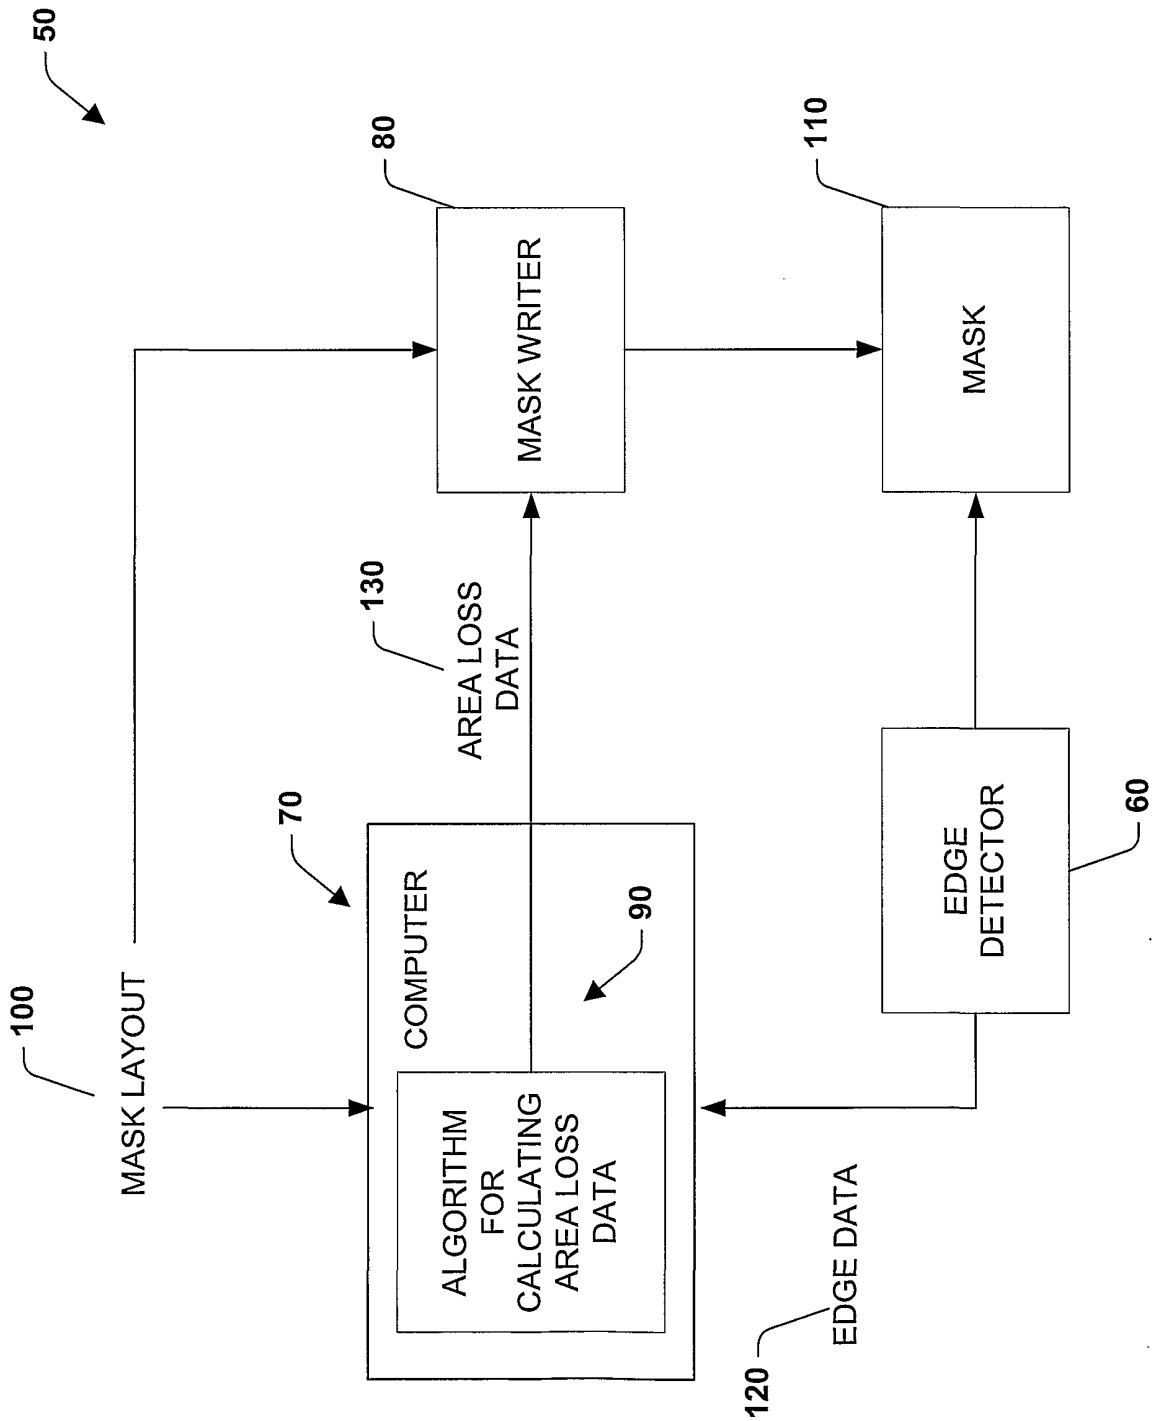 50
100
MASK LAYOUT
70
COMPUTER
90
ALGORITHM
FOR
CALCULATING
AREA LOSS
DATA
130
AREA LOSS
DATA
80
MASK WRITER
120
EDGE DATA
EDGE
DETECTOR
60
110
MASK